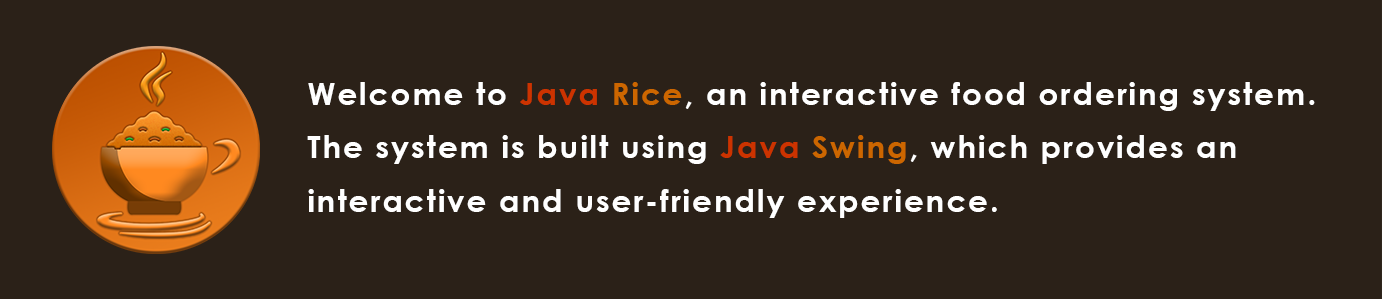 Welcome to Java Rice, an interactive food ordering system.
The system is built using Java Swing, which provides an
interactive and user-friendly experience.